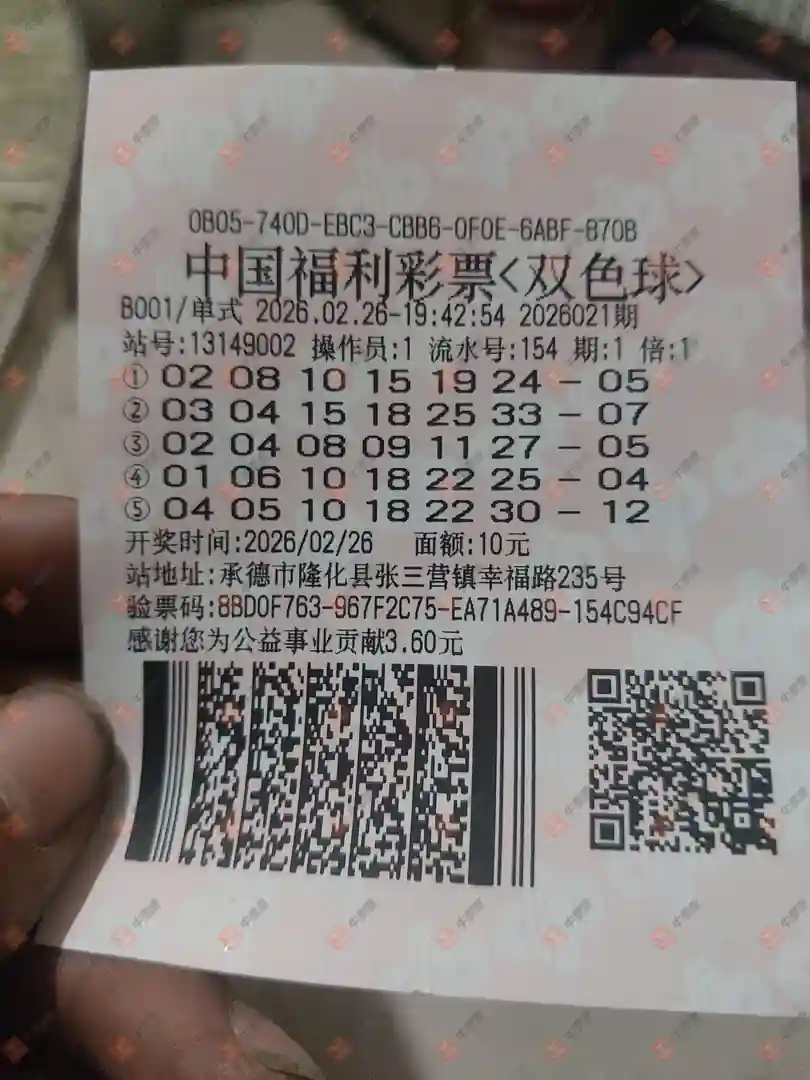 0B05-740D-EBC3-CBB6-0F0E-6ABF-870B
中国福利彩票<双色球>
B001/单式 2026.02.26-19:42:54 2026021期
站号:13149002 操作员:1 流水号:154 期:1 倍:1
① 02 08 10 15 19 24 - 05
② 03 04 15 18 25 33 - 07
③ 02 04 08 09 11 27 - 05
④ 01 06 10 18 22 25 - 04
⑤ 04 05 10 18 22 30 - 12
开奖时间:2026/02/26 面额:10元
站地址:承德市隆化县张三营镇幸福路235号
验票码:8BD0F763-967F2C75-EA71A489-154C94CF
感谢您为公益事业贡献3.60元